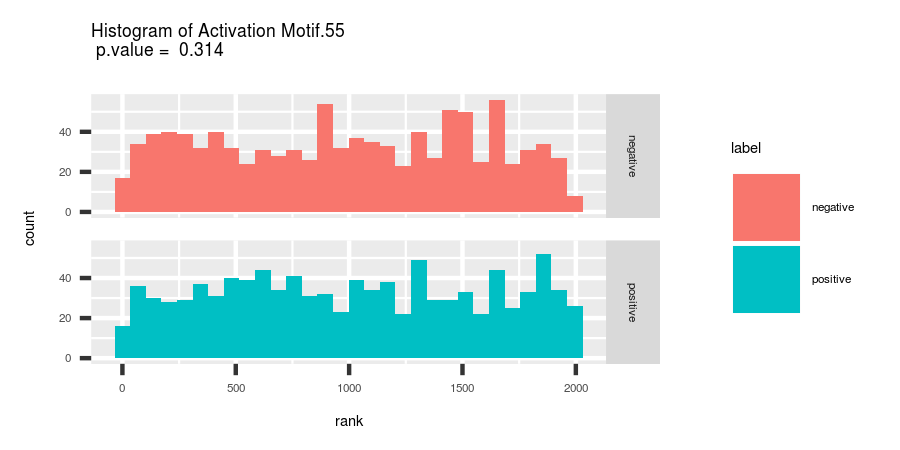 Histogram of Activation Motif.55
p.value = 0.314
count
40
20
0
negative
40
20
0
positive
0 500 1000 1500 2000
rank
label
negative
positive